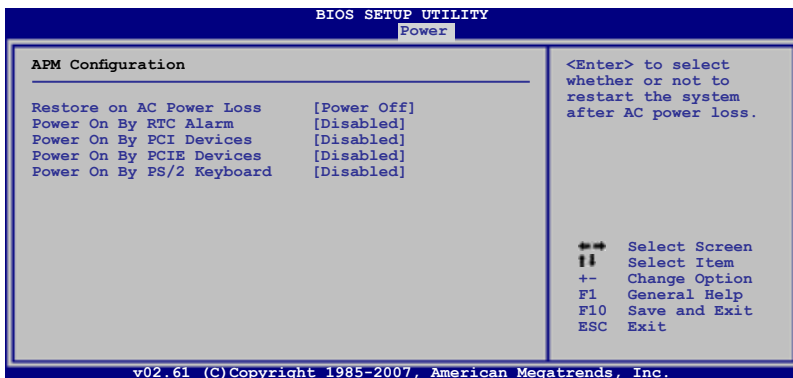 BIOS SETUP UTILITY
Power
APM Configuration
Restore on AC Power Loss [Power Off]
Power On By RTC Alarm [Disabled]
Power On By PCI Devices [Disabled]
Power On By PCIE Devices [Disabled]
Power On By PS/2 Keyboard [Disabled]
<Enter> to select
whether or not to
restart the system
after AC power loss.
←→ Select Screen
↑↓ Select Item
+- Change Option
F1 General Help
F10 Save and Exit
ESC Exit
v02.61 (C)Copyright 1985-2007, American Megatrends, Inc.